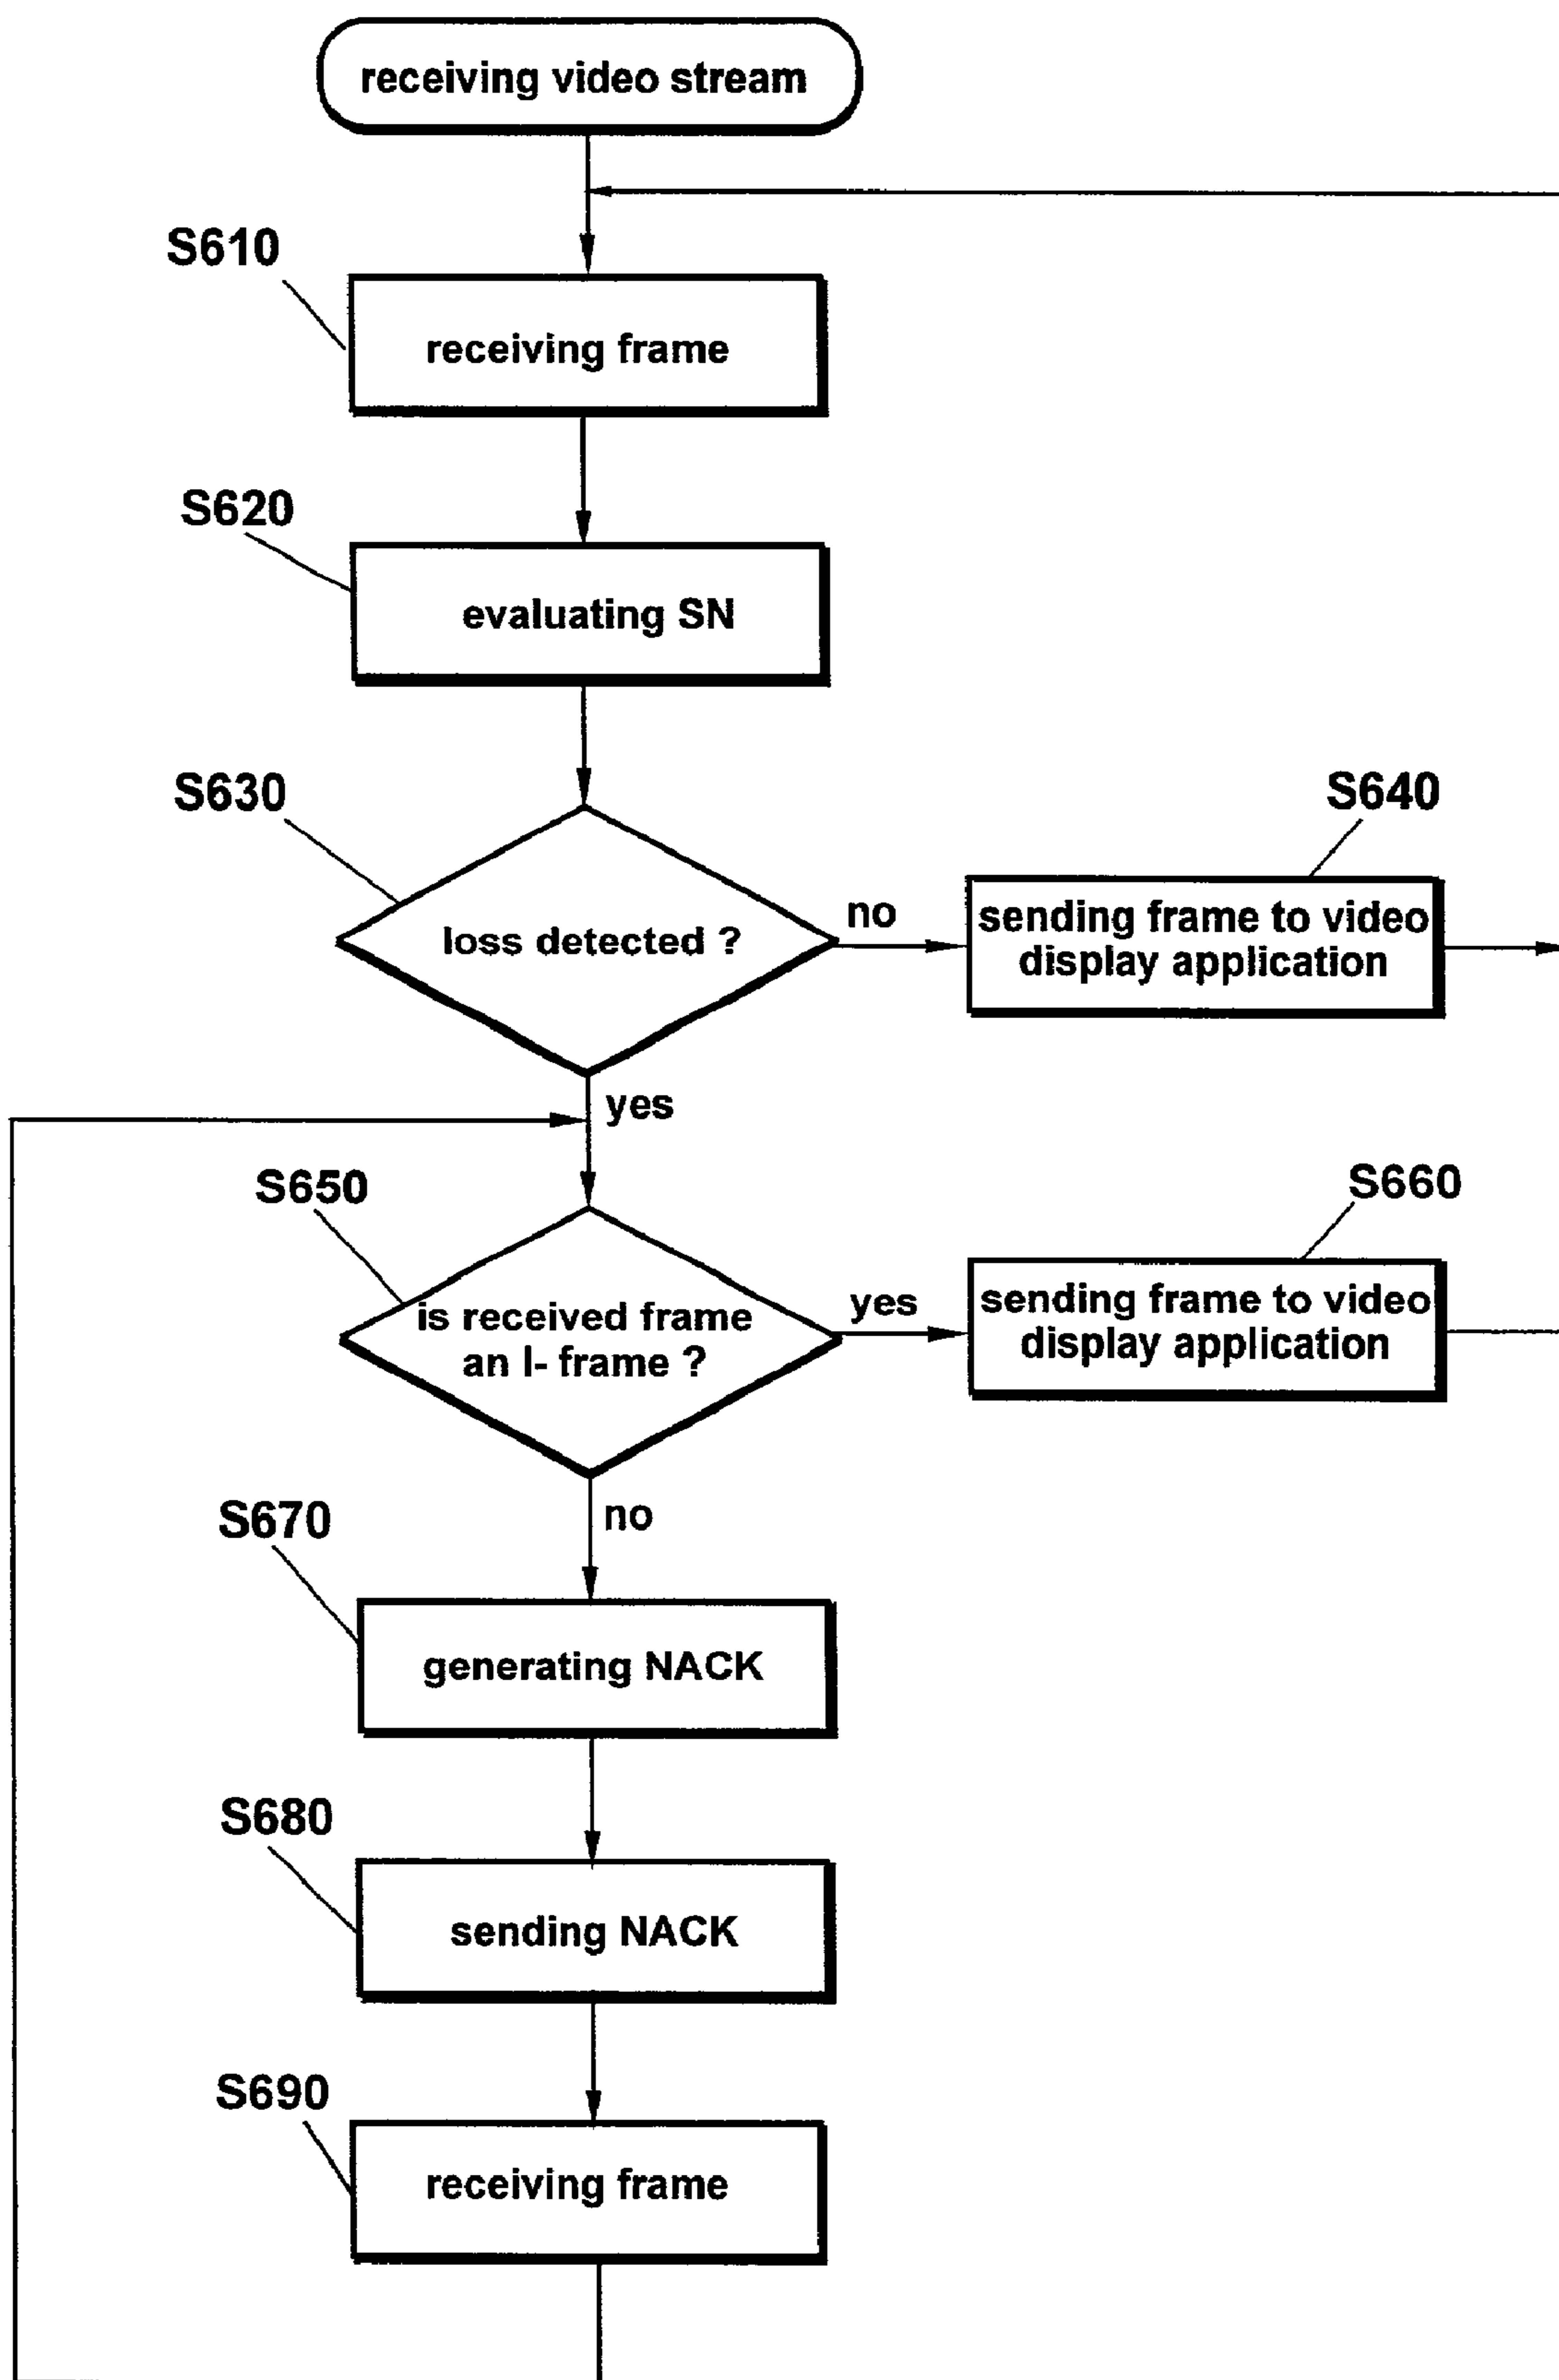 receiving video stream
S610
receiving frame
S620
evaluating SN
S630
loss detected ?
no
S640
sending frame to video
display application
yes
S650
is received frame
an I- frame ?
yes
S660
sending frame to video
display application
no
S670
generating NACK
S680
sending NACK
S690
receiving frame